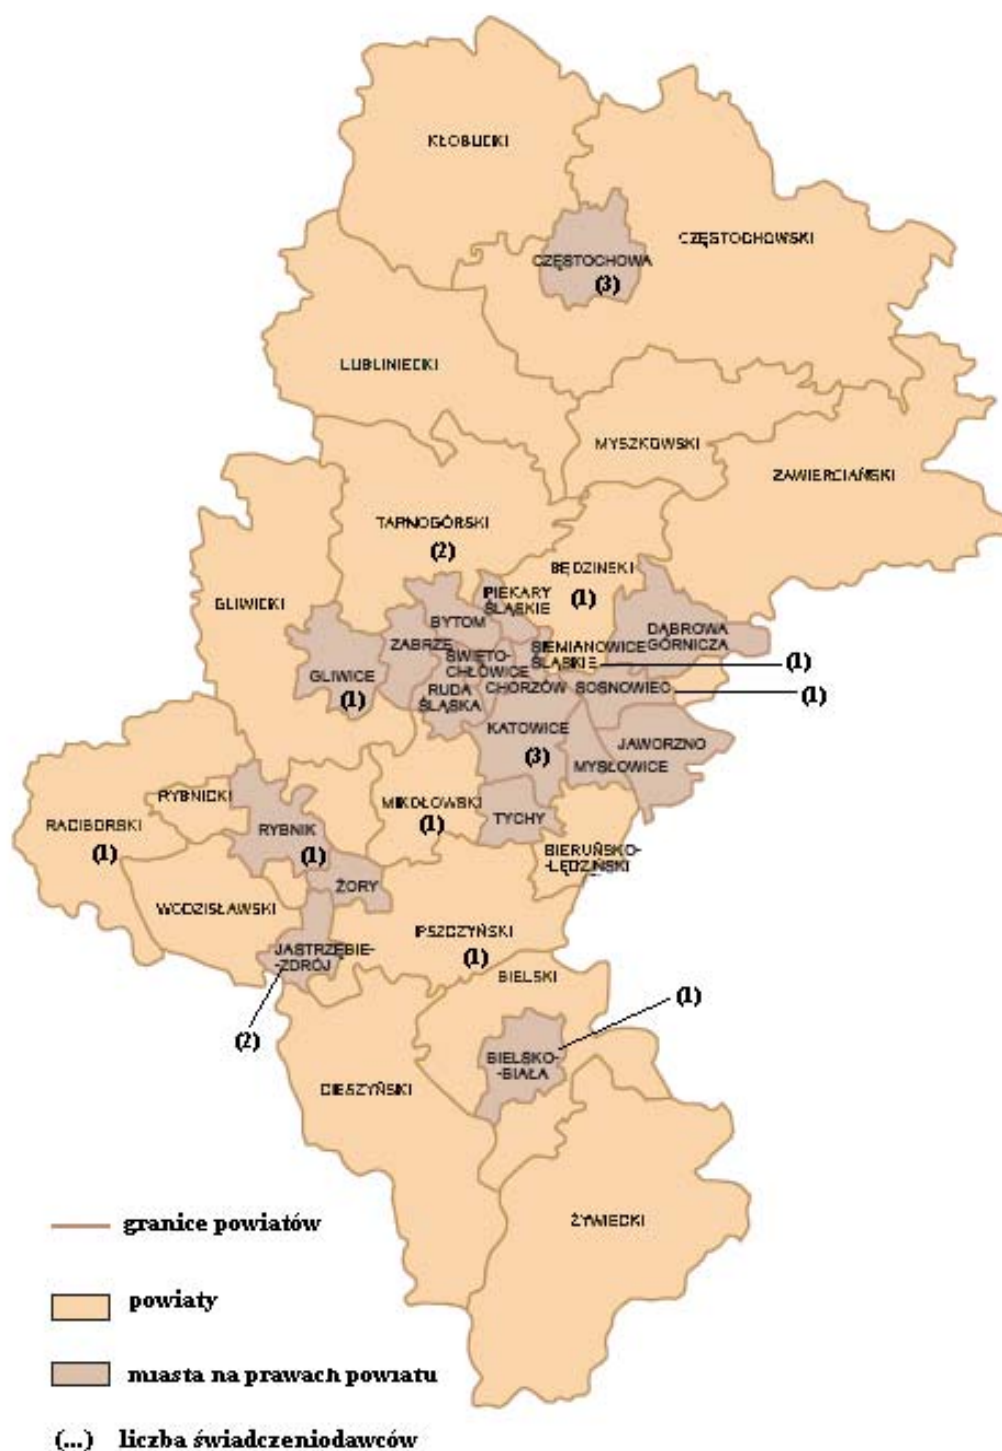 KŁOBUCKI
CZĘSTOCHOWSKI
CZĘSTOCHOWA
(3)
LUBLINIECKI
MYSZKOWSKI
ZAWIERCIAŃSKI
TARNOGÓRSKI
(2)
BĘDZIŃSKI
(1)
GLIWICKI
PIEKARY
ŚLĄSKIE
BYTOM
ZABRZE
DĄBROWA
GÓRNICZA
SIEMIANOWICE
ŚLĄSKIE
(1)
ŚWIĘTO-
CHŁOWICE
GLIWICE
(1)
RUDA
ŚLĄSKA
CHORZÓW
SOSNOWIEC
(1)
KATOWICE
(3)
JAWORZNO
MYSŁOWICE
RYBNICKI
RACIBORSKI
(1)
RYBNIK
(1)
MIKOŁOWSKI
(1)
TYCHY
BIERUŃSKO-
-LĘDZIŃSKI
ŻORY
WODZISŁAWSKI
PSZCZYŃSKI
(1)
JASTRZĘBIE-
-ZDRÓJ
(2)
BIELSKI
(1)
BIELSKO-
-BIAŁA
CIESZYŃSKI
ŻYWIECKI
granice powiatów
powiaty
miasta na prawach powiatu
(...) liczba świadczeniodawców